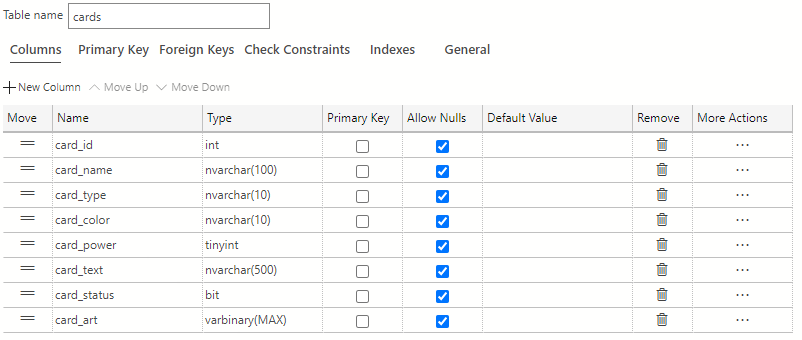 Table name cards
Columns Primary Key Foreign Keys Check Constraints Indexes General
New Column Move Up Move Down
Move Name Type Primary Key Allow Nulls Default Value Remove More Actions
card_id int
card_name nvarchar(100)
card_type nvarchar(10)
card_color nvarchar(10)
card_power tinyint
card_text nvarchar(500)
card_status bit
card_art varbinary(MAX)